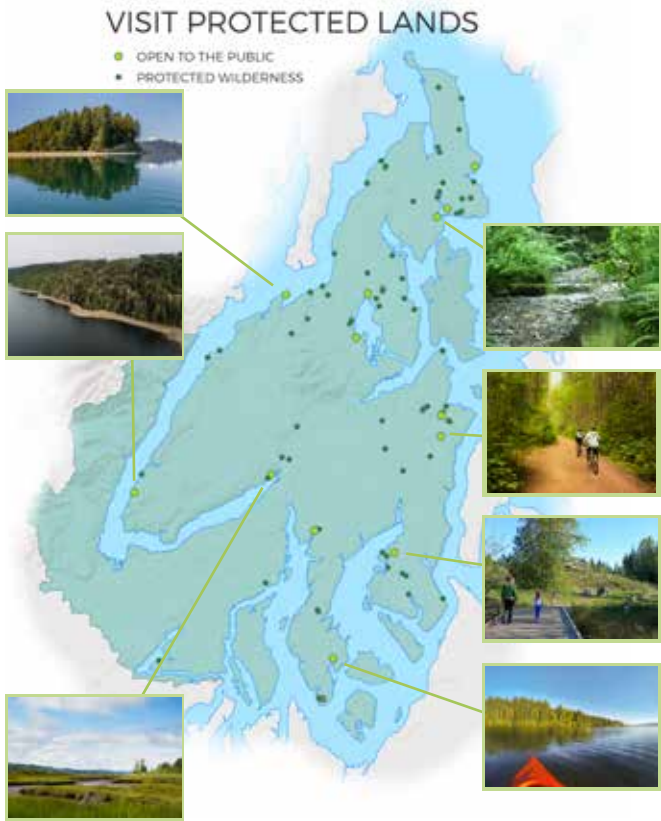 VISIT PROTECTED LANDS
OPEN TO THE PUBLIC
PROTECTED WILDERNESS